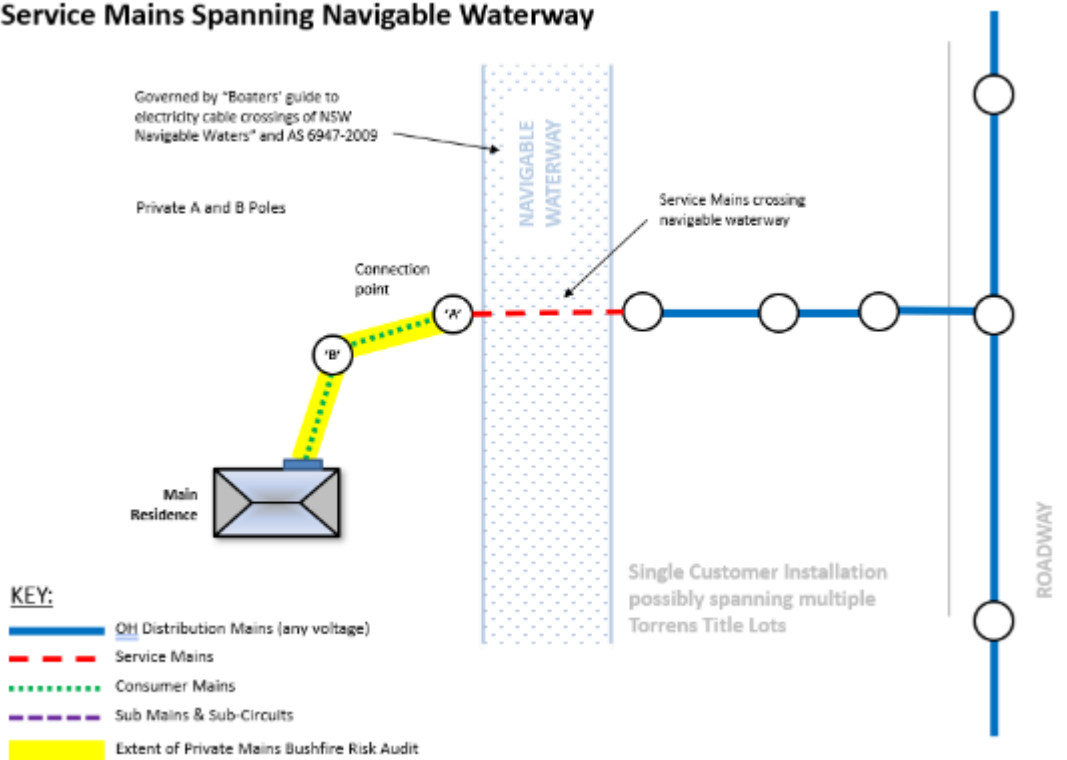 Service Mains Spanning Navigable Waterway
Governed by "Boaters' guide to
electricity cable crossings of NSW
Navigable Waters" and AS 6947-2009
NAVIGABLE
WATERWAY
Private A and B Poles
Service Mains crossing
navigable waterway
Connection
point
'A'
'B'
Main
Residence
ROADWAY
Single Customer Installation
possibly spanning multiple
Torrens Title Lots
KEY:
OH Distribution Mains (any voltage)
Service Mains
Consumer Mains
Sub Mains & Sub-Circuits
Extent of Private Mains Bushfire Risk Audit